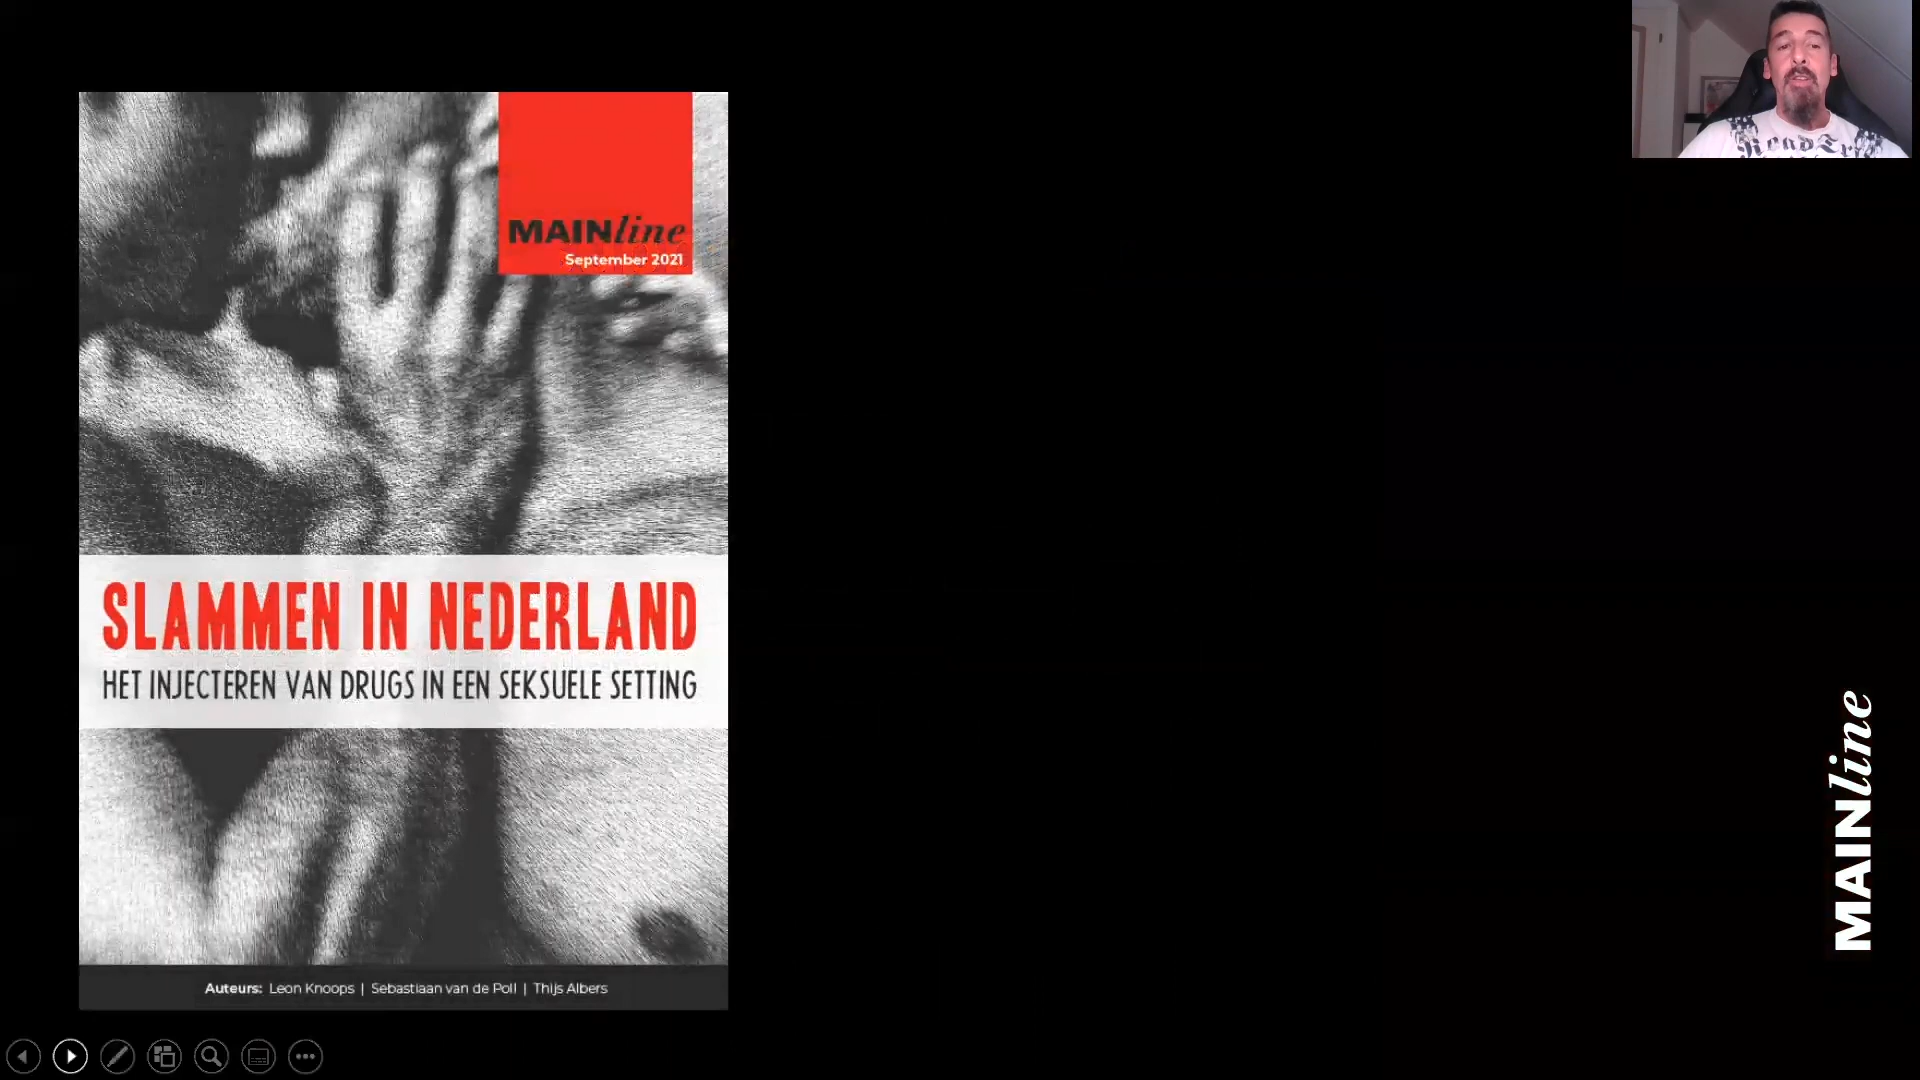 MAINline
September 2021
SLAMMEN IN NEDERLAND
HET INJECTEREN VAN DRUGS IN EEN SEKSUELE SETTING
Auteurs: Leon Knoops | Sebastiaan van de Poll | Thijs Albers
MAINline